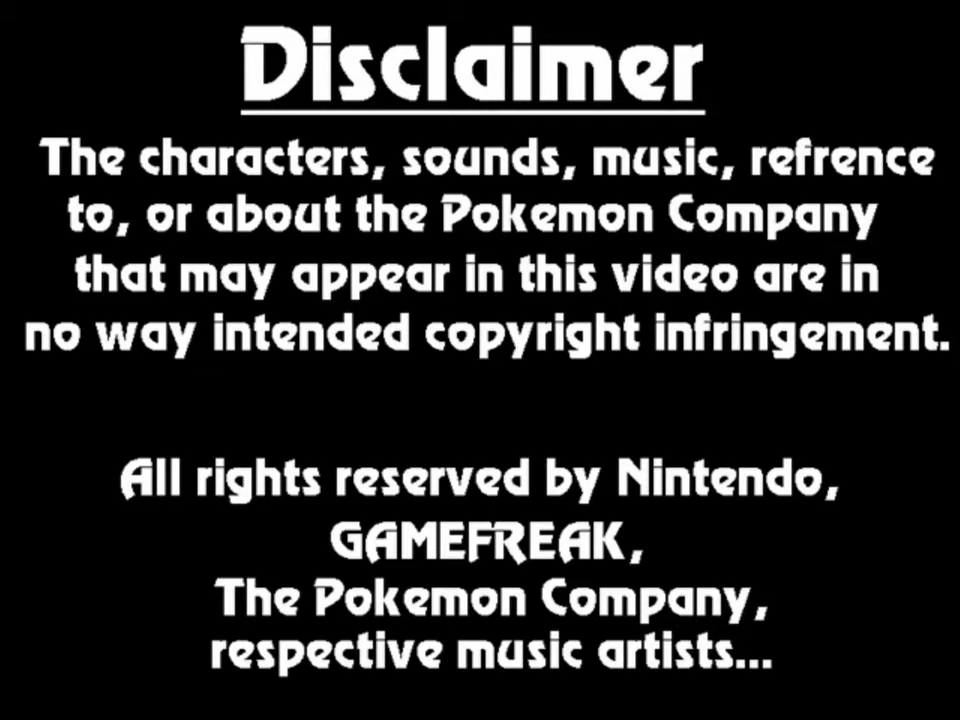 Disclaimer
The characters, sounds, music, refrence
to, or about the Pokemon Company
that may appear in this video are in
no way intended copyright infringement.
All rights reserved by Nintendo,
GAMEFREAK,
The Pokemon Company,
respective music artists...